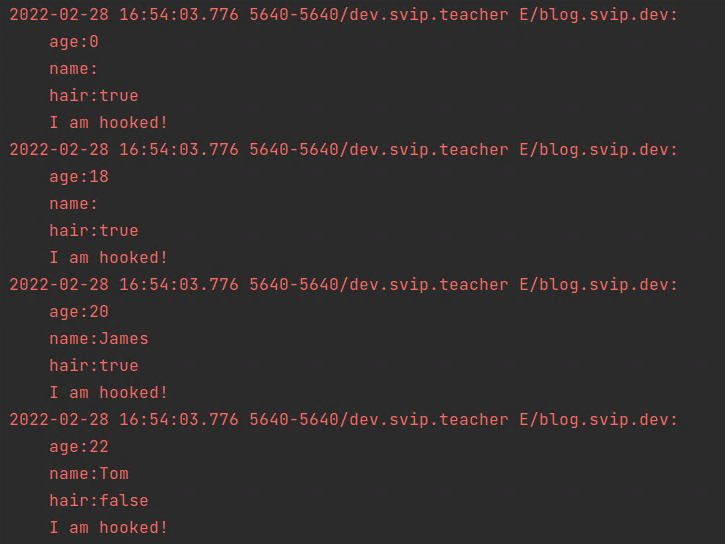 2022-02-28 16:54:03.776 5640-5640/dev.svip.teacher E/blog.svip.dev:
age:0
name:
hair:true
I am hooked!
2022-02-28 16:54:03.776 5640-5640/dev.svip.teacher E/blog.svip.dev:
age:18
name:
hair:true
I am hooked!
2022-02-28 16:54:03.776 5640-5640/dev.svip.teacher E/blog.svip.dev:
age:20
name:James
hair:true
I am hooked!
2022-02-28 16:54:03.776 5640-5640/dev.svip.teacher E/blog.svip.dev:
age:22
name:Tom
hair:false
I am hooked!